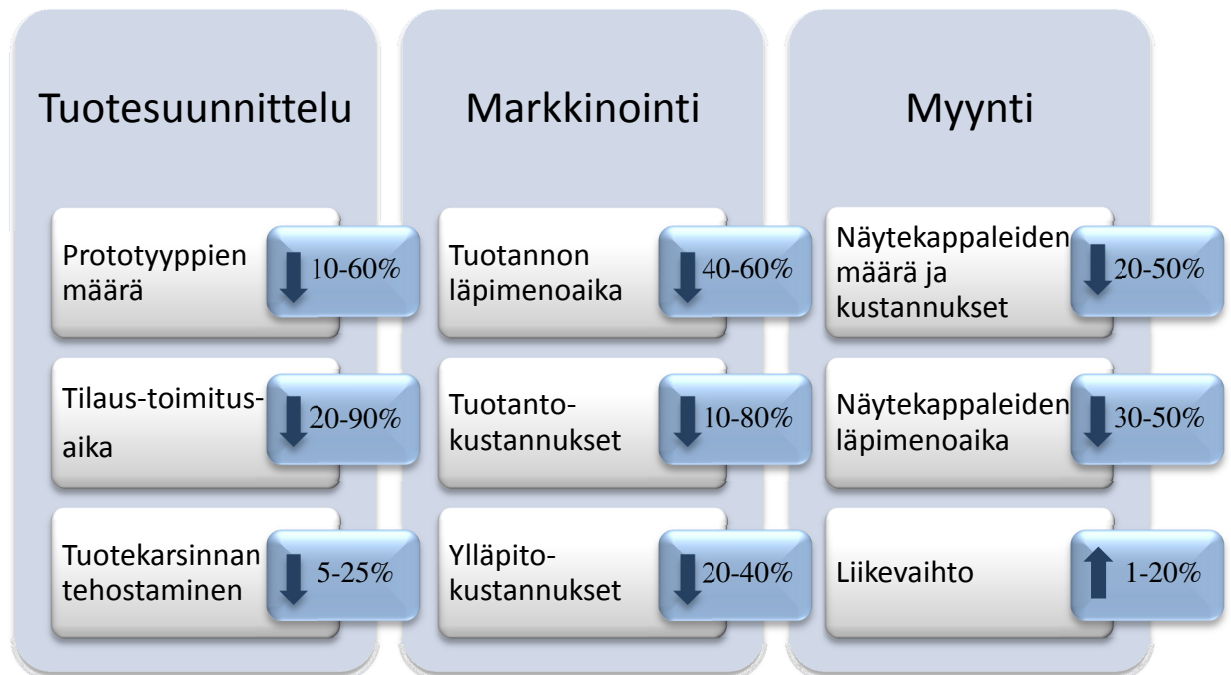 Tuotesuunnittelu
Prototyyppien
määrä
10-60%
Tilaus-toimitus-
aika
20-90%
Tuotekarsinnan
tehostaminen
5-25%
Markkinointi
Tuotannon
läpimenoaika
40-60%
Tuotanto-
kustannukset
10-80%
Ylläpito-
kustannukset
20-40%
Myynti
Näytekappaleiden
määrä ja
kustannukset
20-50%
Näytekappaleiden
läpimenoaika
30-50%
Liikevaihto
1-20%